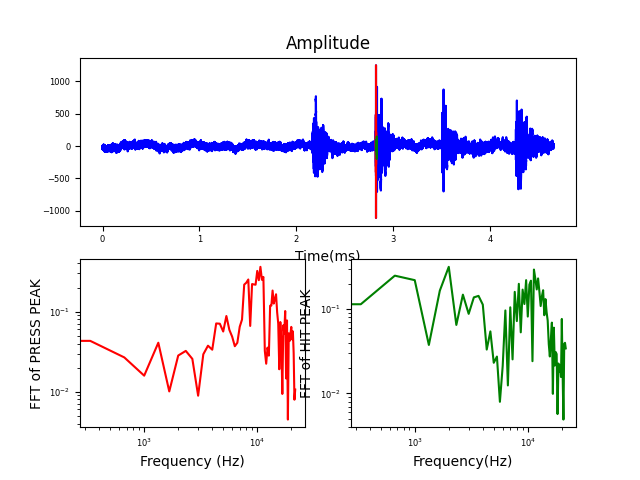 Amplitude
1000
500
0
−500
−1000
0 1 2 3 4
Time(ms)
FFT of PRESS PEAK
10⁻¹
10⁻²
10³ 10⁴
Frequency (Hz)
FFT of HIT PEAK
10⁻¹
10⁻²
10³ 10⁴
Frequency(Hz)